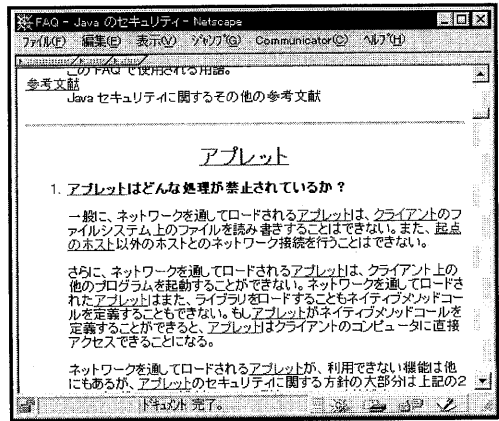 FAQ - Java のセキュリティ - Netscape
ファイル(F) 編集(E) 表示(V) ジャンプ(G) Communicator(C) ヘルプ(H)
この FAQ で使用される用語。
参考文献
Java セキュリティに関するその他の参考文献
アプレット
1. アプレットはどんな処理が禁止されているか？
一般に、ネットワークを通してロードされるアプレットは、クライアントのフ
ァイルシステム上のファイルを読み書きすることはできない。また、起点
のホスト以外のホストとのネットワーク接続を行うことはできない。
さらに、ネットワークを通してロードされるアプレットは、クライアント上の
他のプログラムを起動することができない。ネットワークを通してロードさ
れたアプレットはまた、ライブラリをロードすることもネイティブメソッドコー
ルを定義することもできない。もしアプレットがネイティブメソッドコールを
定義することができると、アプレットはクライアントのコンピュータに直接
アクセスできることになる。
ネットワークを通してロードされるアプレットが、利用できない機能は他
にもあるが、アプレットのセキュリティに関する方針の大部分は上記の2
ドキュメント 完了。